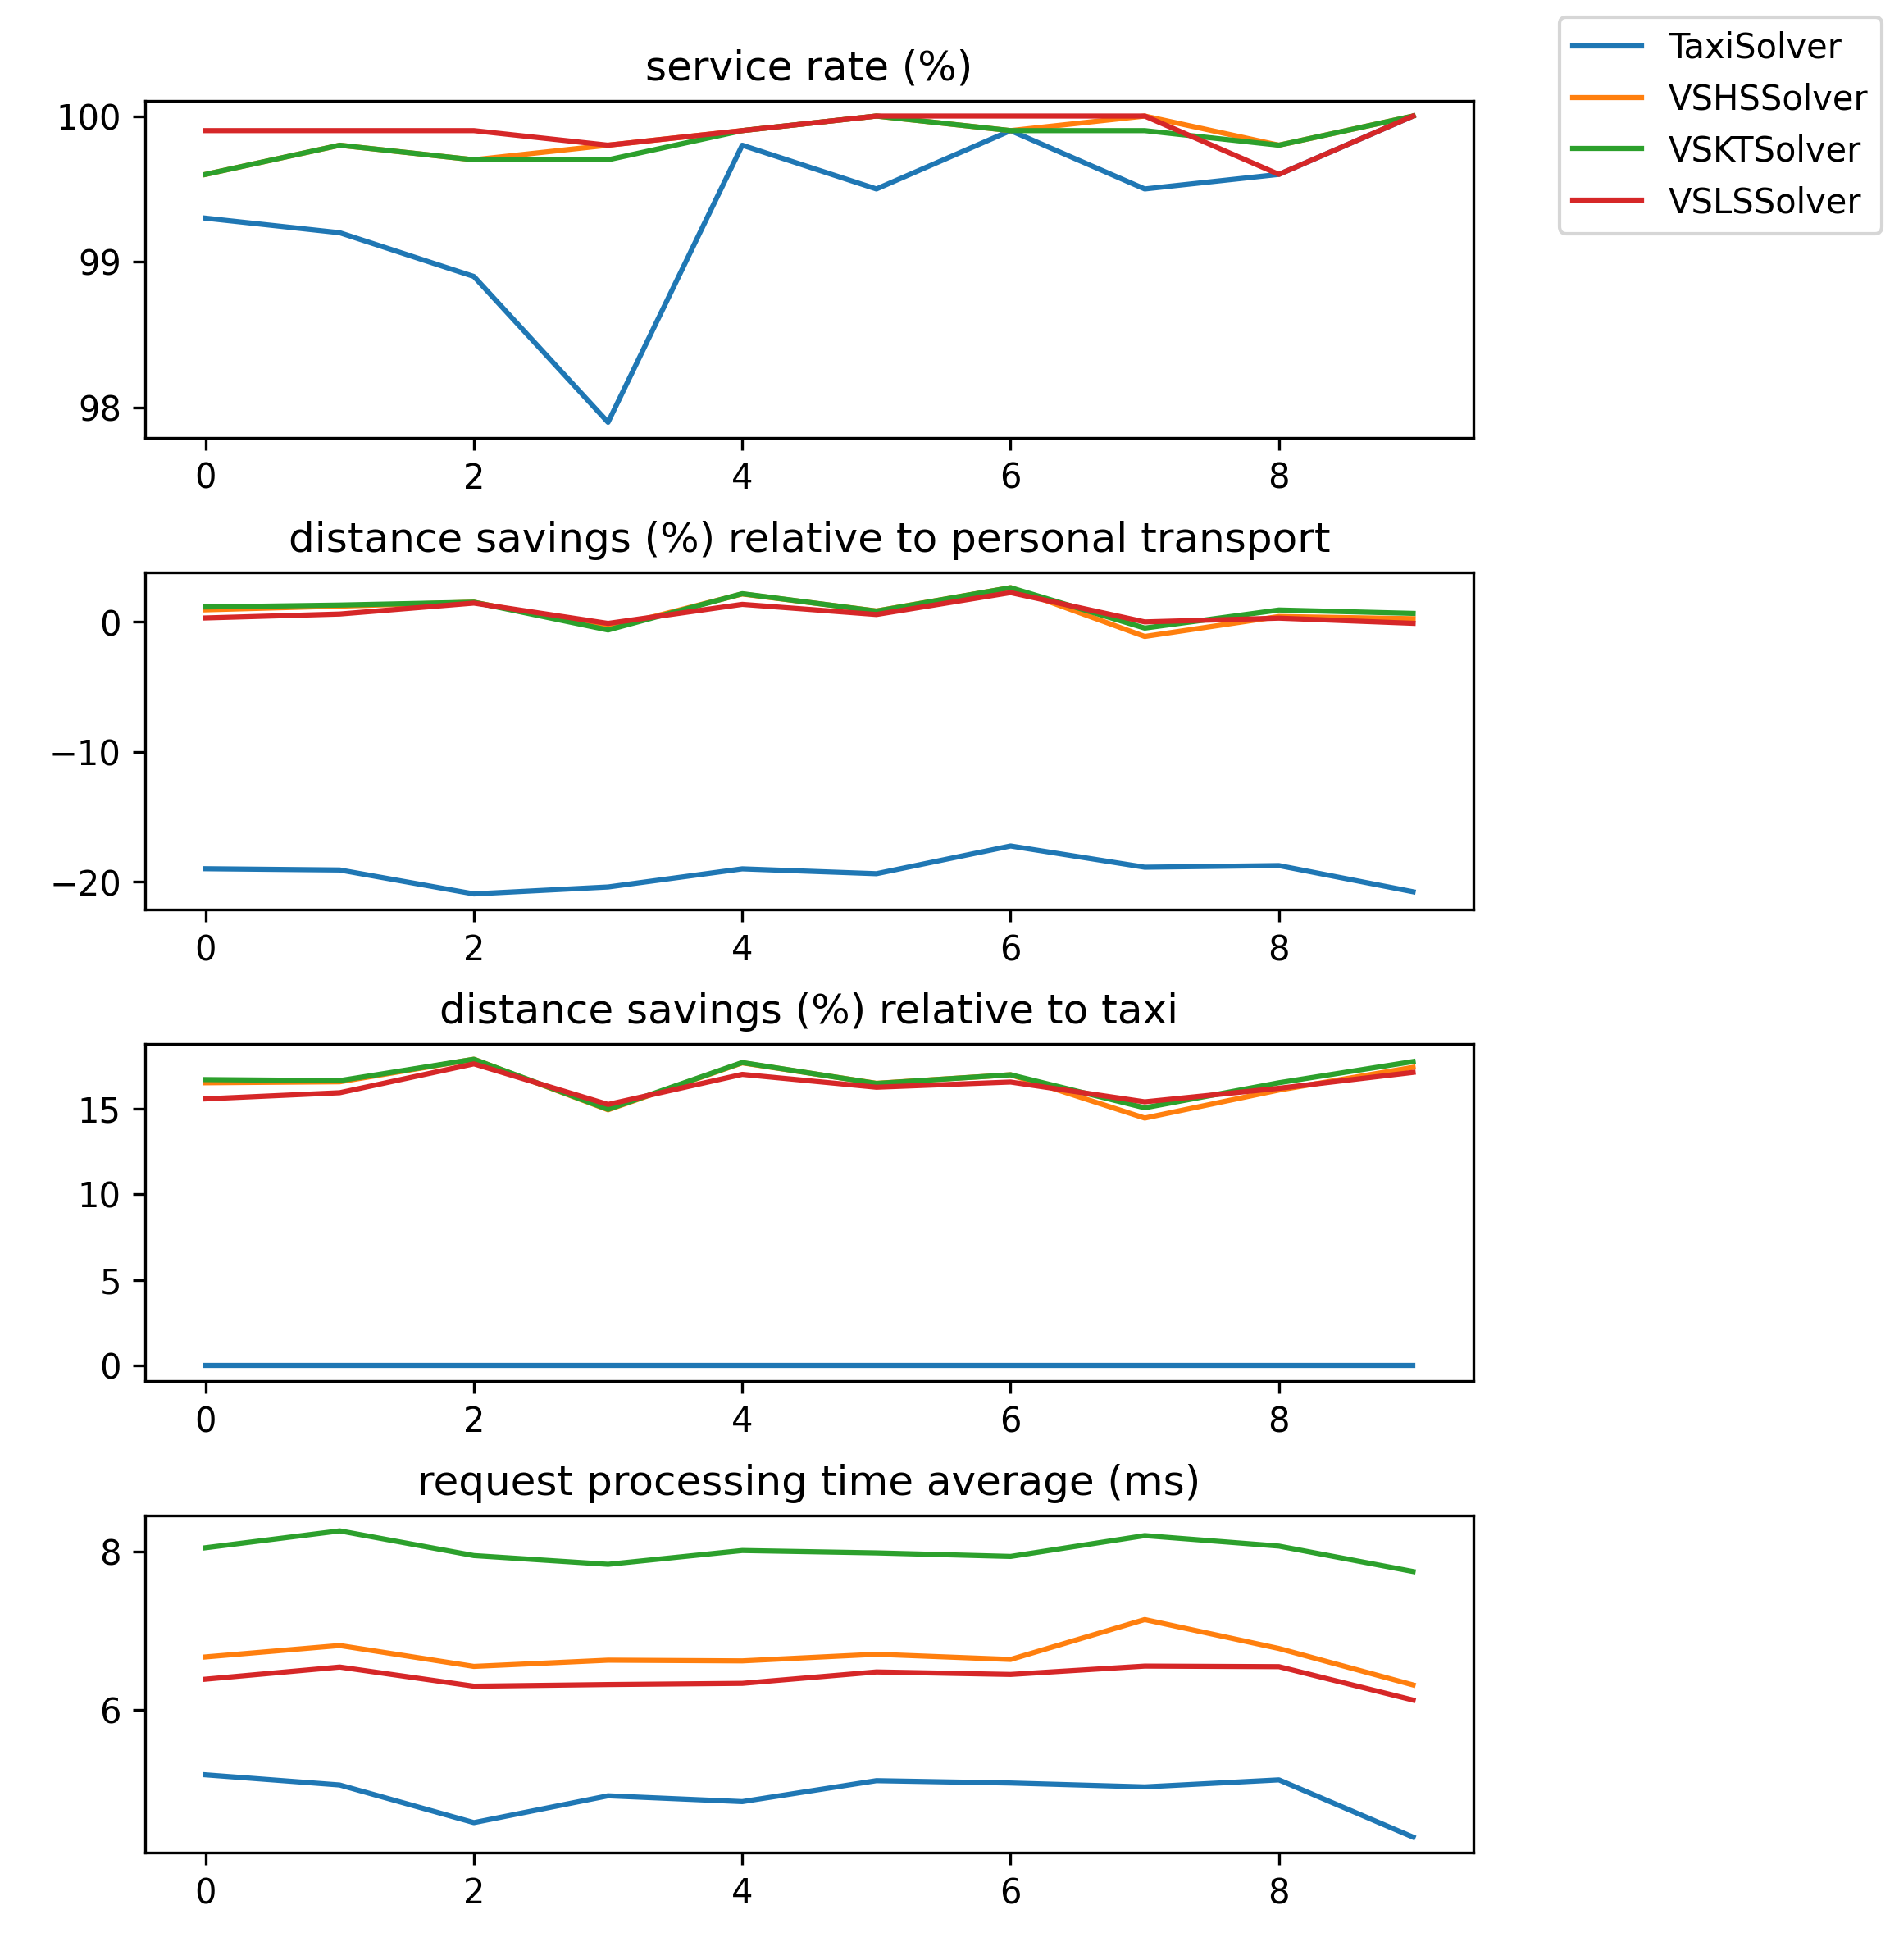 TaxiSolver
VSHSSolver
VSKTSolver
VSLSSolver
service rate (%)
100
99
98
0 2 4 6 8
distance savings (%) relative to personal transport
0
−10
−20
0 2 4 6 8
distance savings (%) relative to taxi
15
10
5
0
0 2 4 6 8
request processing time average (ms)
8
6
0 2 4 6 8